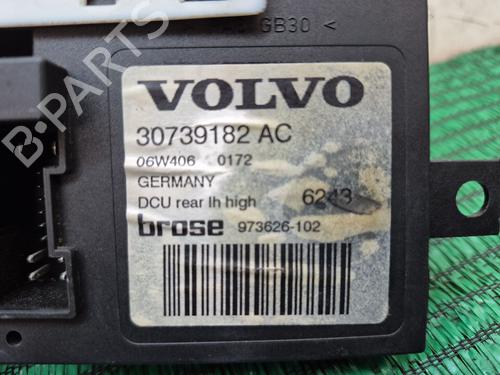 GB30 <
VOLVO
30739182 AC
06W406 0172
GERMANY
DCU rear lh high 6243
brose 973626-102
B-PARTS